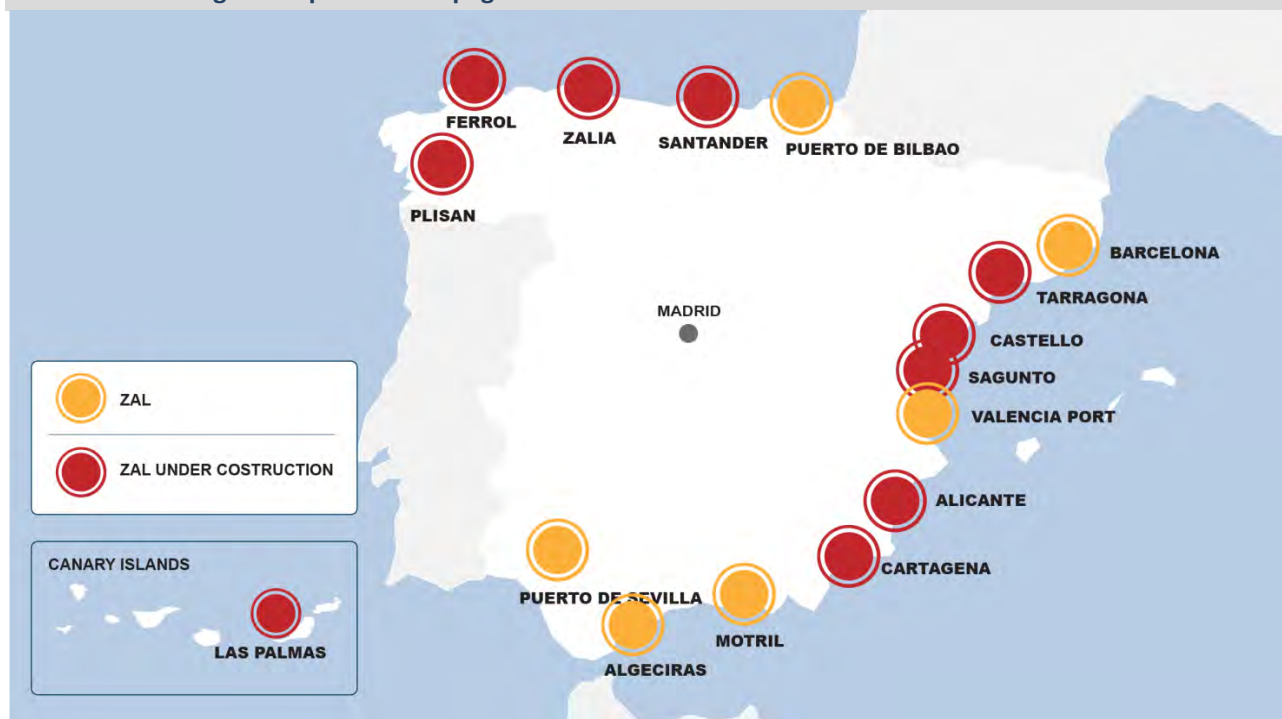 FERROL
ZALIA
SANTANDER
PUERTO DE BILBAO
PLISAN
BARCELONA
TARRAGONA
MADRID
CASTELLO
SAGUNTO
VALENCIA PORT
ZAL
ZAL UNDER COSTRUCTION
ALICANTE
CARTAGENA
CANARY ISLANDS
PUERTO DE SEVILLA
LAS PALMAS
MOTRIL
ALGECIRAS